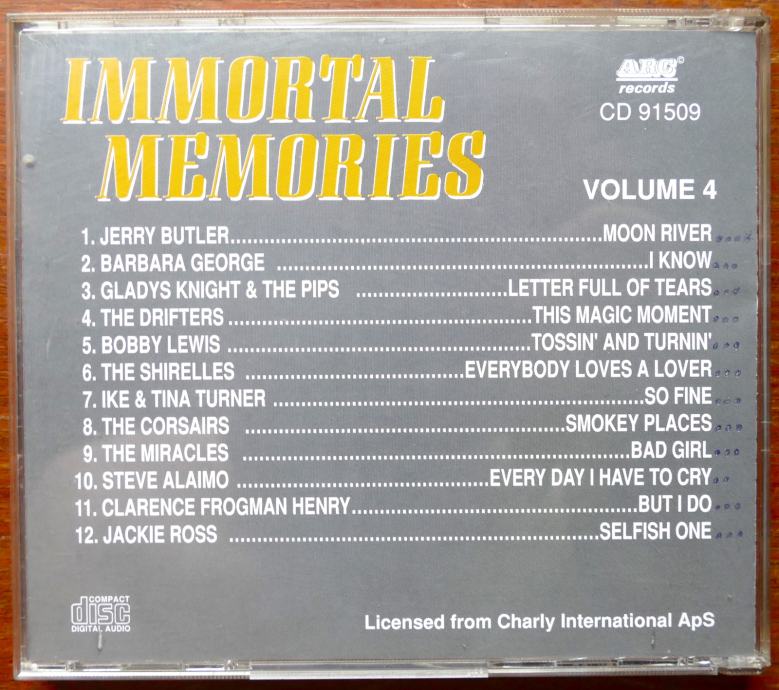 IMMORTAL
MEMORIES
ARC©
records
CD 91509
VOLUME 4
1. JERRY BUTLER..........MOON RIVER
2. BARBARA GEORGE ..........I KNOW
3. GLADYS KNIGHT & THE PIPS ..........LETTER FULL OF TEARS
4. THE DRIFTERS ..........THIS MAGIC MOMENT
5. BOBBY LEWIS ..........TOSSIN' AND TURNIN'
6. THE SHIRELLES ..........EVERYBODY LOVES A LOVER
7. IKE & TINA TURNER ..........SO FINE
8. THE CORSAIRS ..........SMOKEY PLACES
9. THE MIRACLES ..........BAD GIRL
10. STEVE ALAIMO ..........EVERY DAY I HAVE TO CRY
11. CLARENCE FROGMAN HENRY..........BUT I DO
12. JACKIE ROSS ..........SELFISH ONE
COMPACT
disc
DIGITAL AUDIO
Licensed from Charly International ApS